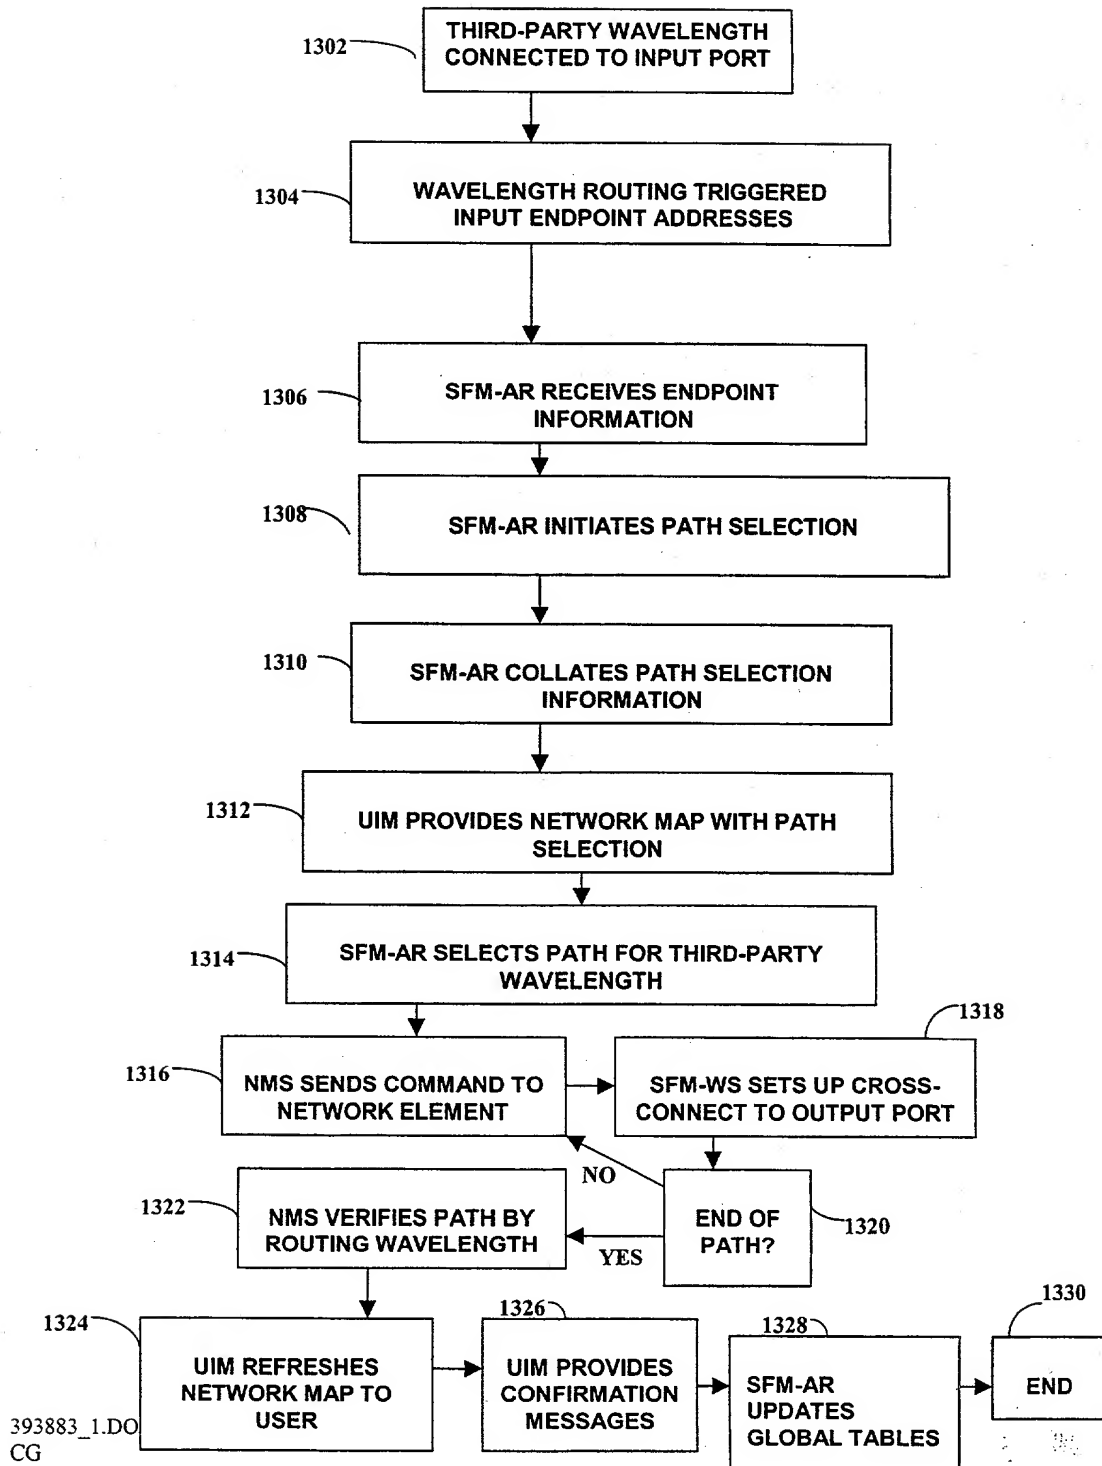 1302
THIRD-PARTY WAVELENGTH
CONNECTED TO INPUT PORT
1304
WAVELENGTH ROUTING TRIGGERED
INPUT ENDPOINT ADDRESSES
1306
SFM-AR RECEIVES ENDPOINT
INFORMATION
1308
SFM-AR INITIATES PATH SELECTION
1310
SFM-AR COLLATES PATH SELECTION
INFORMATION
1312
UIM PROVIDES NETWORK MAP WITH PATH
SELECTION
1314
SFM-AR SELECTS PATH FOR THIRD-PARTY
WAVELENGTH
1316
NMS SENDS COMMAND TO
NETWORK ELEMENT
1318
SFM-WS SETS UP CROSS-
CONNECT TO OUTPUT PORT
NO
1320
END OF
PATH?
YES
1322
NMS VERIFIES PATH BY
ROUTING WAVELENGTH
1324
UIM REFRESHES
NETWORK MAP TO
USER
1326
UIM PROVIDES
CONFIRMATION
MESSAGES
1328
SFM-AR
UPDATES
GLOBAL TABLES
1330
END
393883_1.DO
CG